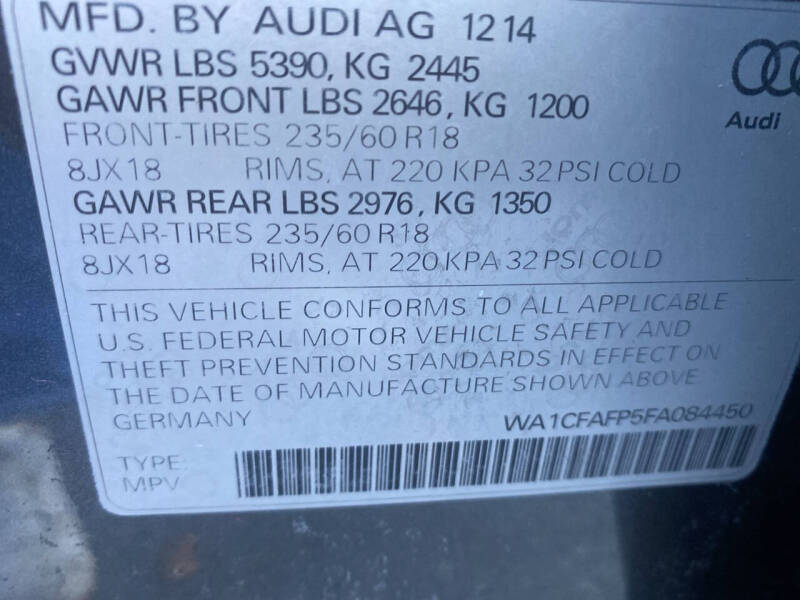 MFD. BY AUDI AG 12 14
GVWR LBS 5390, KG 2445
GAWR FRONT LBS 2646, KG 1200
FRONT-TIRES 235/60 R18
8JX18 RIMS, AT 220 KPA 32 PSI COLD
GAWR REAR LBS 2976, KG 1350
REAR-TIRES 235/60 R18
8JX18 RIMS, AT 220 KPA 32 PSI COLD
Audi
THIS VEHICLE CONFORMS TO ALL APPLICABLE
U.S. FEDERAL MOTOR VEHICLE SAFETY AND
THEFT PREVENTION STANDARDS IN EFFECT ON
THE DATE OF MANUFACTURE SHOWN ABOVE
GERMANY WA1CFAFP5FA084450
TYPE:
MPV